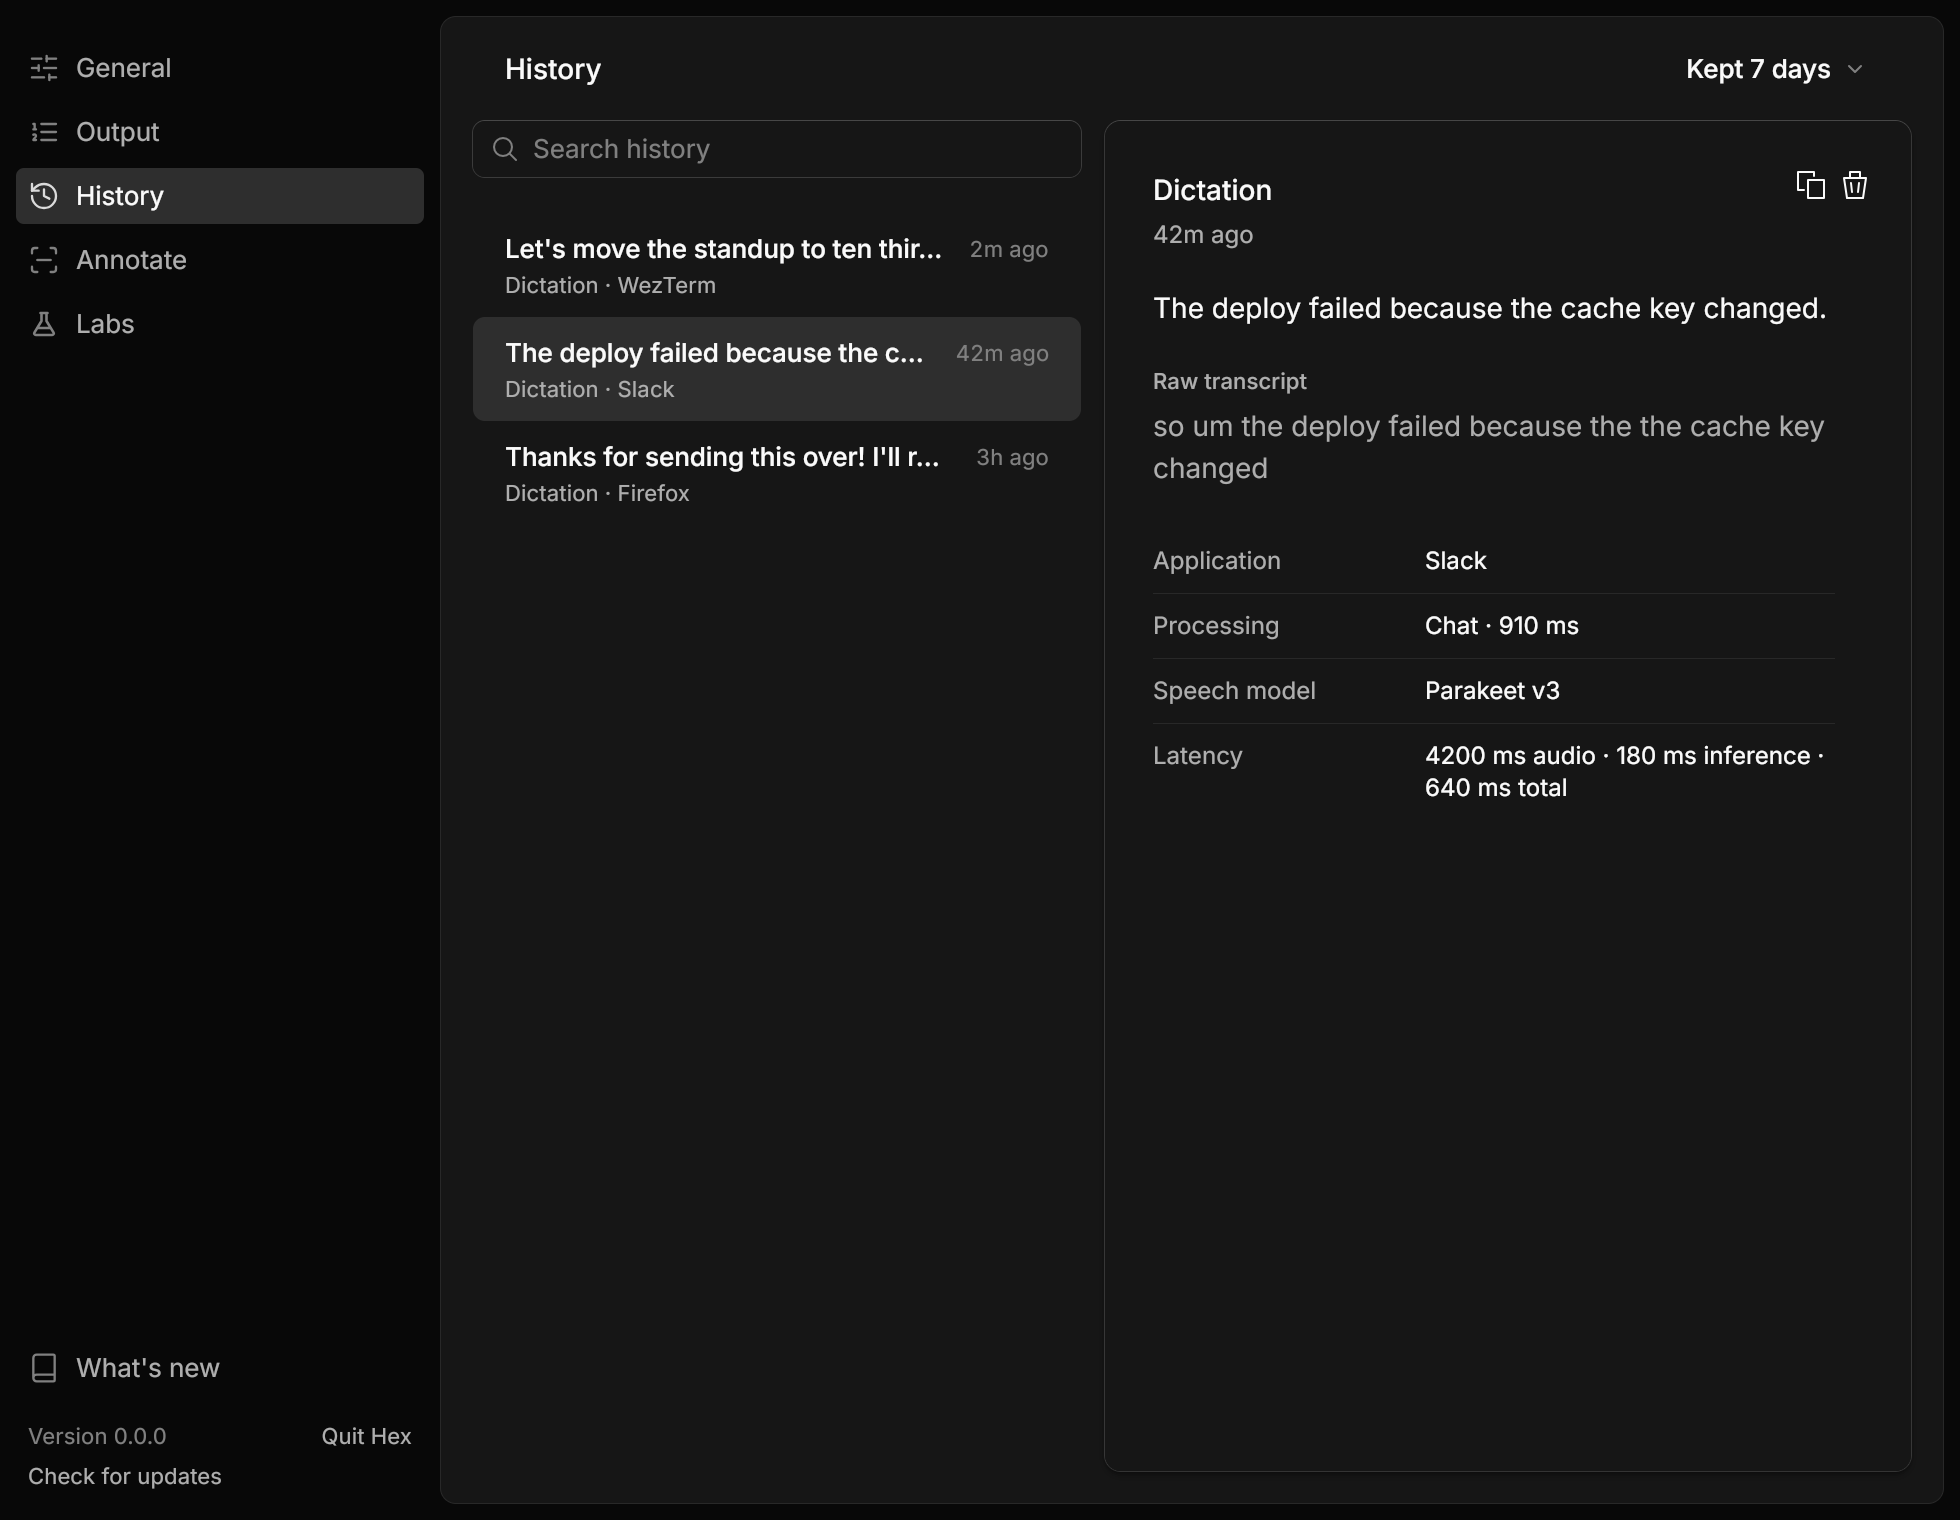 General
Output
History
Annotate
Labs
What's new
Version 0.0.0
Quit Hex
Check for updates
History
Kept 7 days
Search history
Let's move the standup to ten thir...
2m ago
Dictation · WezTerm
The deploy failed because the c...
42m ago
Dictation · Slack
Thanks for sending this over! I'll r...
3h ago
Dictation · Firefox
Dictation
42m ago
The deploy failed because the cache key changed.
Raw transcript
so um the deploy failed because the the cache key
changed
Application
Slack
Processing
Chat · 910 ms
Speech model
Parakeet v3
Latency
4200 ms audio · 180 ms inference ·
640 ms total